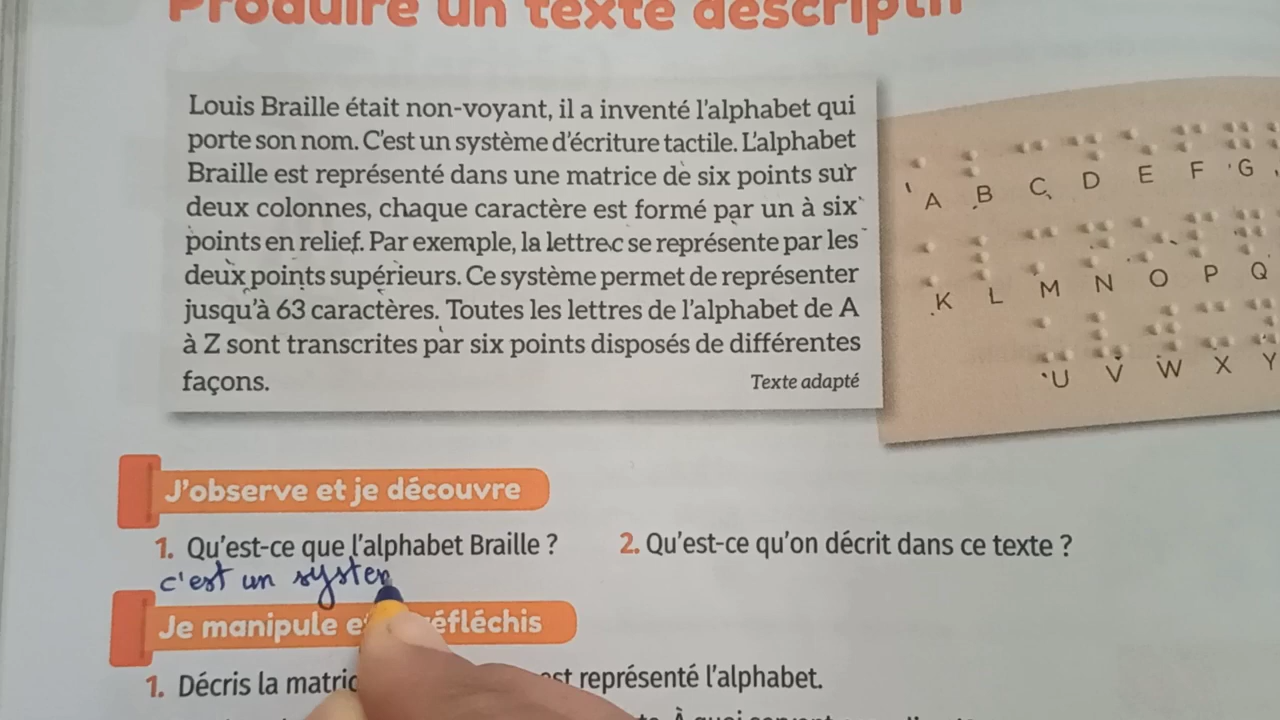 Produire un texte descriptif
Louis Braille était non-voyant, il a inventé l'alphabet qui
porte son nom. C'est un système d'écriture tactile. L'alphabet
Braille est représenté dans une matrice de six points sur
deux colonnes, chaque caractère est formé par un à six
points en relief. Par exemple, la lettre c se représente par les
deux points supérieurs. Ce système permet de représenter
jusqu'à 63 caractères. Toutes les lettres de l'alphabet de A
à Z sont transcrites par six points disposés de différentes
façons.
Texte adapté
A B C D E F G
K L M N O P Q
U V W X Y
J'observe et je découvre
1. Qu'est-ce que l'alphabet Braille ?
2. Qu'est-ce qu'on décrit dans ce texte ?
c'est un system
Je manipule et réfléchis
1. Décris la matric est représenté l'alphabet.